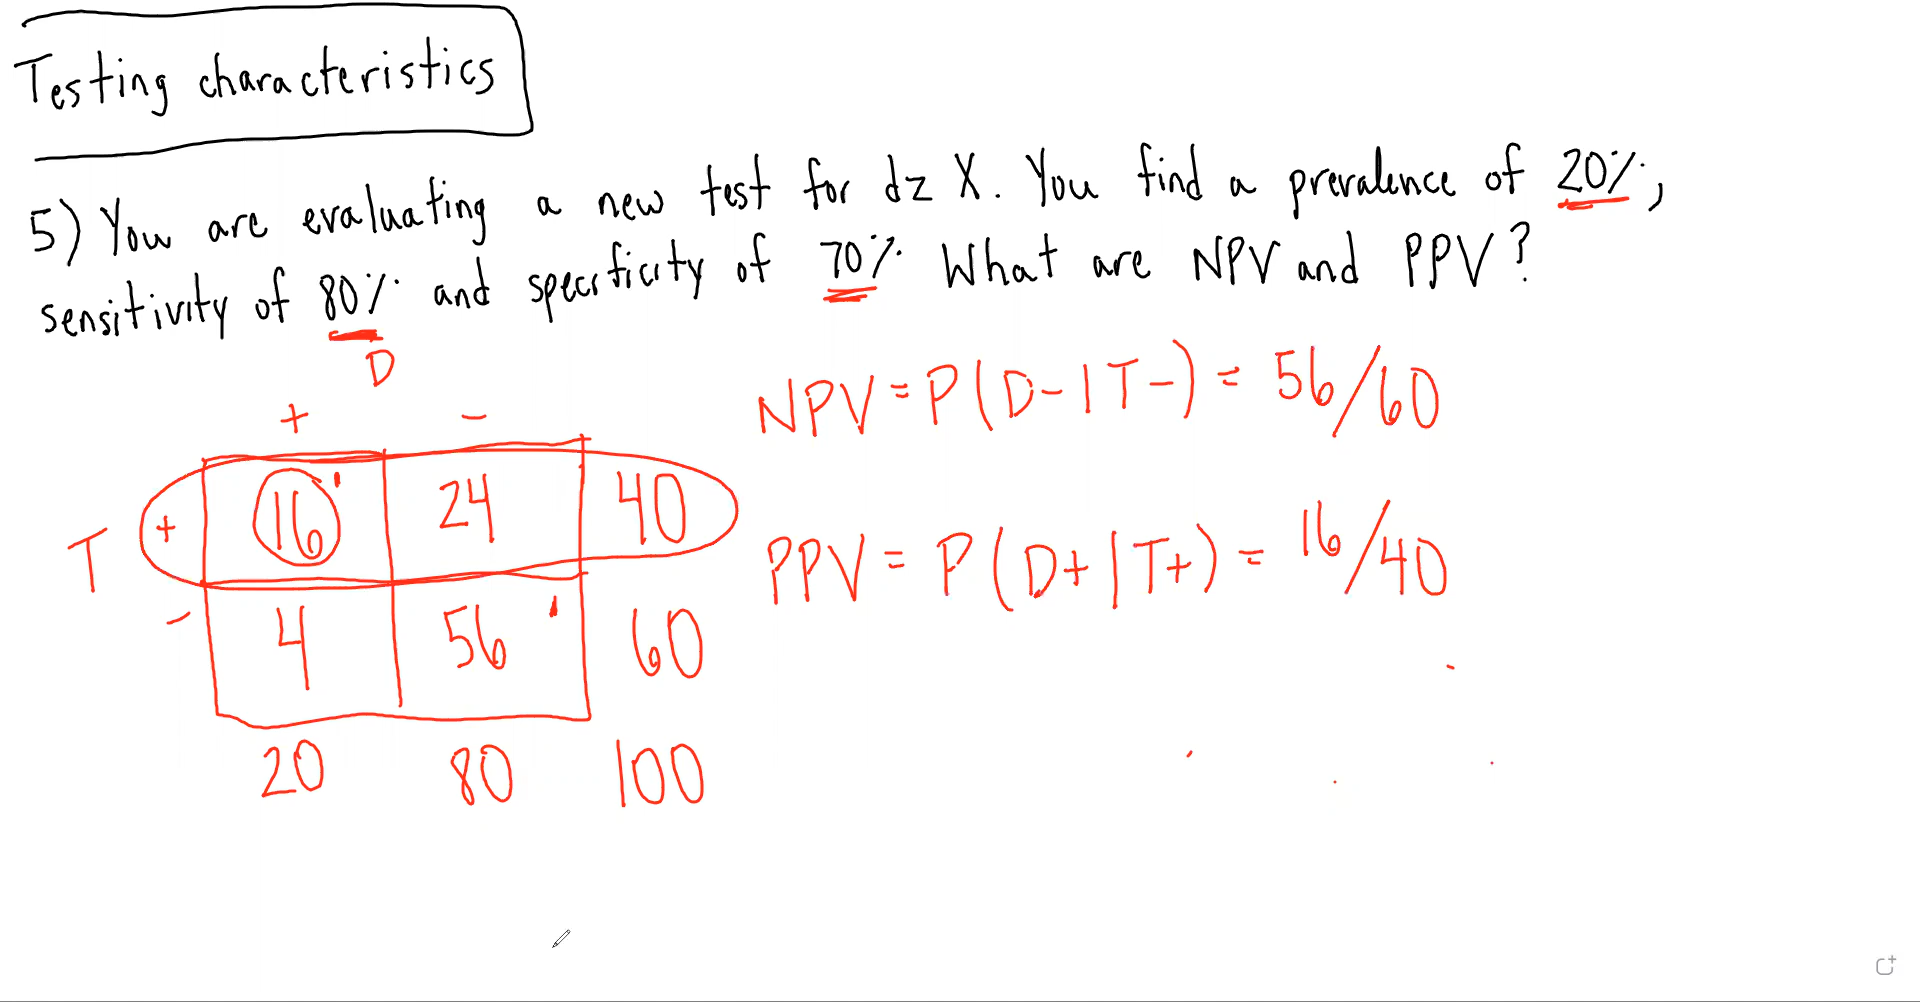 Testing characteristics
5) You are evaluating a new test for dz X. You find a prevalence of 20%,
sensitivity of 80% and specificity of 70%. What are NPV and PPV?
D
+ -
T + 16 24 40
- 4 56 60
20 80 100
NPV = P(D-|T-) = 56/60
PPV = P(D+|T+) = 16/40